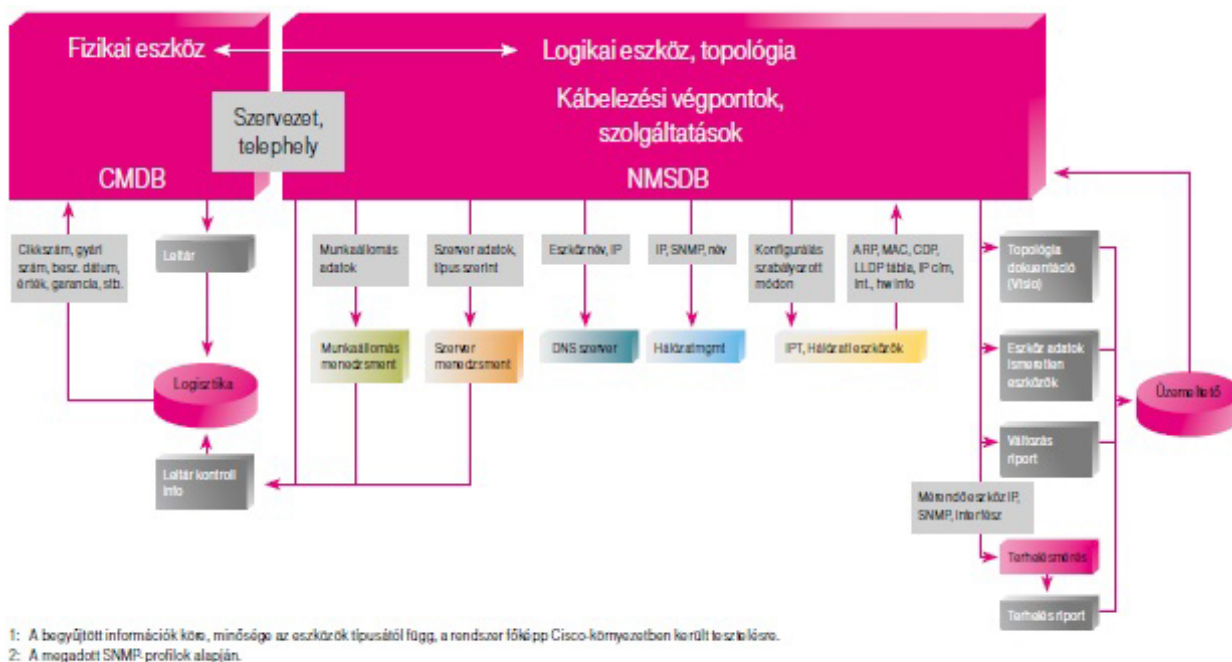 Fizikai eszköz
Logikai eszköz, topológia
Kábelezési végpontok,
szolgáltatások
Szervezet,
telephely
CMDB
NMSDB
Cikkszám, gyári
szám, besz. dátum,
érték, garancia, stb.
Leltár
Munkaállomás
adatok
Szerver adatok,
típus szerint
Eszköznév, IP
IP, SNMP, név
Konfigurálás
szabályozott
módon
ARP, MAC, CDP,
LLDP tábla, IP cím,
int., hw info
Topológia
dokuentáció
(Visio)
Munkaállomás
menedzsment
Szerver
menedzsment
DNS szerver
Hálózatmgmt
IPT, Hálózati eszközök
Eszköz adatok
Ismeretlen
eszközök
Logisztika
Üzemeltető
Leltár kontroll
info
Változás
riport
Mérendő eszköz IP,
SNMP, interfész
Terhelésmérés
Terhelés riport
1: A begyűjtött információk köre, minősége az eszközök típusától függ, a rendszer főképp Cisco-környezetben került tesztelésre.
2: A megadott SNMP-profilok alapján.